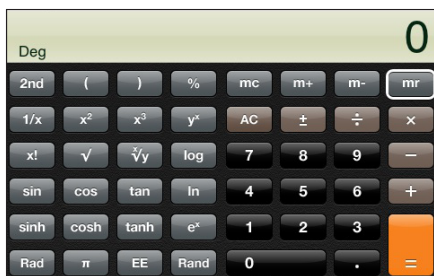 0
Deg
2nd ( ) % mc m+ m- mr
1/x x² x³ yˣ AC ± ÷ ×
x! √ ˣ√y log 7 8 9 −
sin cos tan ln 4 5 6 +
sinh cosh tanh eˣ 1 2 3
Rad π EE Rand 0 . =